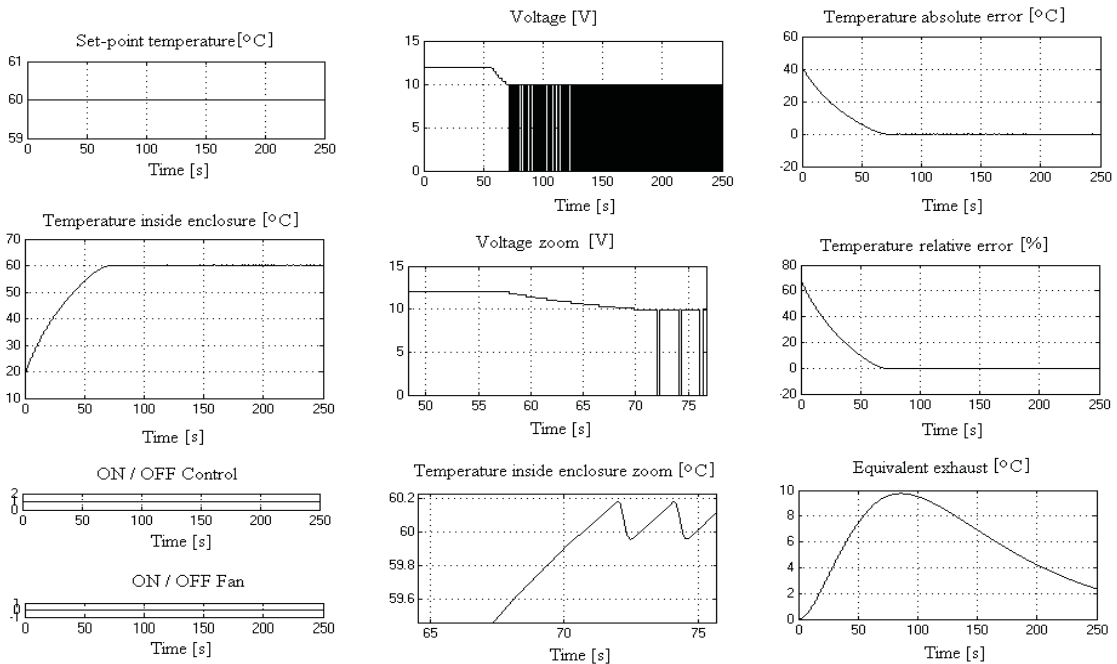 Set-point temperature[°C]
61
60
59
0 50 100 150 200 250
Time [s]
Temperature inside enclosure [°C]
70
60
50
40
30
20
10
0 50 100 150 200 250
Time [s]
ON / OFF Control
2
1
0
0 50 100 150 200 250
Time [s]
ON / OFF Fan
1
0
-1
0 50 100 150 200 250
Time [s]
Voltage [V]
15
10
5
0
0 50 100 150 200 250
Time [s]
Voltage zoom [V]
15
10
5
0
50 55 60 65 70 75
Time [s]
Temperature inside enclosure zoom [°C]
60.2
60
59.8
59.6
65 70 75
Time [s]
Temperature absolute error [°C]
60
40
20
0
-20
0 50 100 150 200 250
Time [s]
Temperature relative error [%]
80
60
40
20
0
-20
0 50 100 150 200 250
Time [s]
Equivalent exhaust [°C]
10
8
6
4
2
0
0 50 100 150 200 250
Time [s]